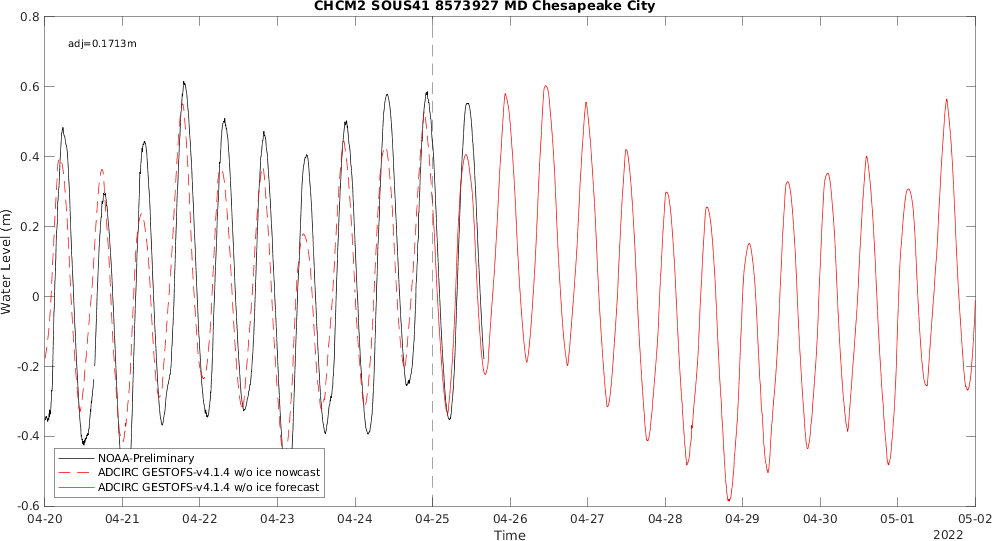 CHCM2 SOUS41 8573927 MD Chesapeake City
adj=0.1713m
0.8
0.6
0.4
0.2
0
-0.2
-0.4
-0.6
Water Level (m)
NOAA-Preliminary
ADCIRC GESTOFS-v4.1.4 w/o ice nowcast
ADCIRC GESTOFS-v4.1.4 w/o ice forecast
04-20 04-21 04-22 04-23 04-24 04-25 04-26 04-27 04-28 04-29 04-30 05-01 05-02
Time
2022